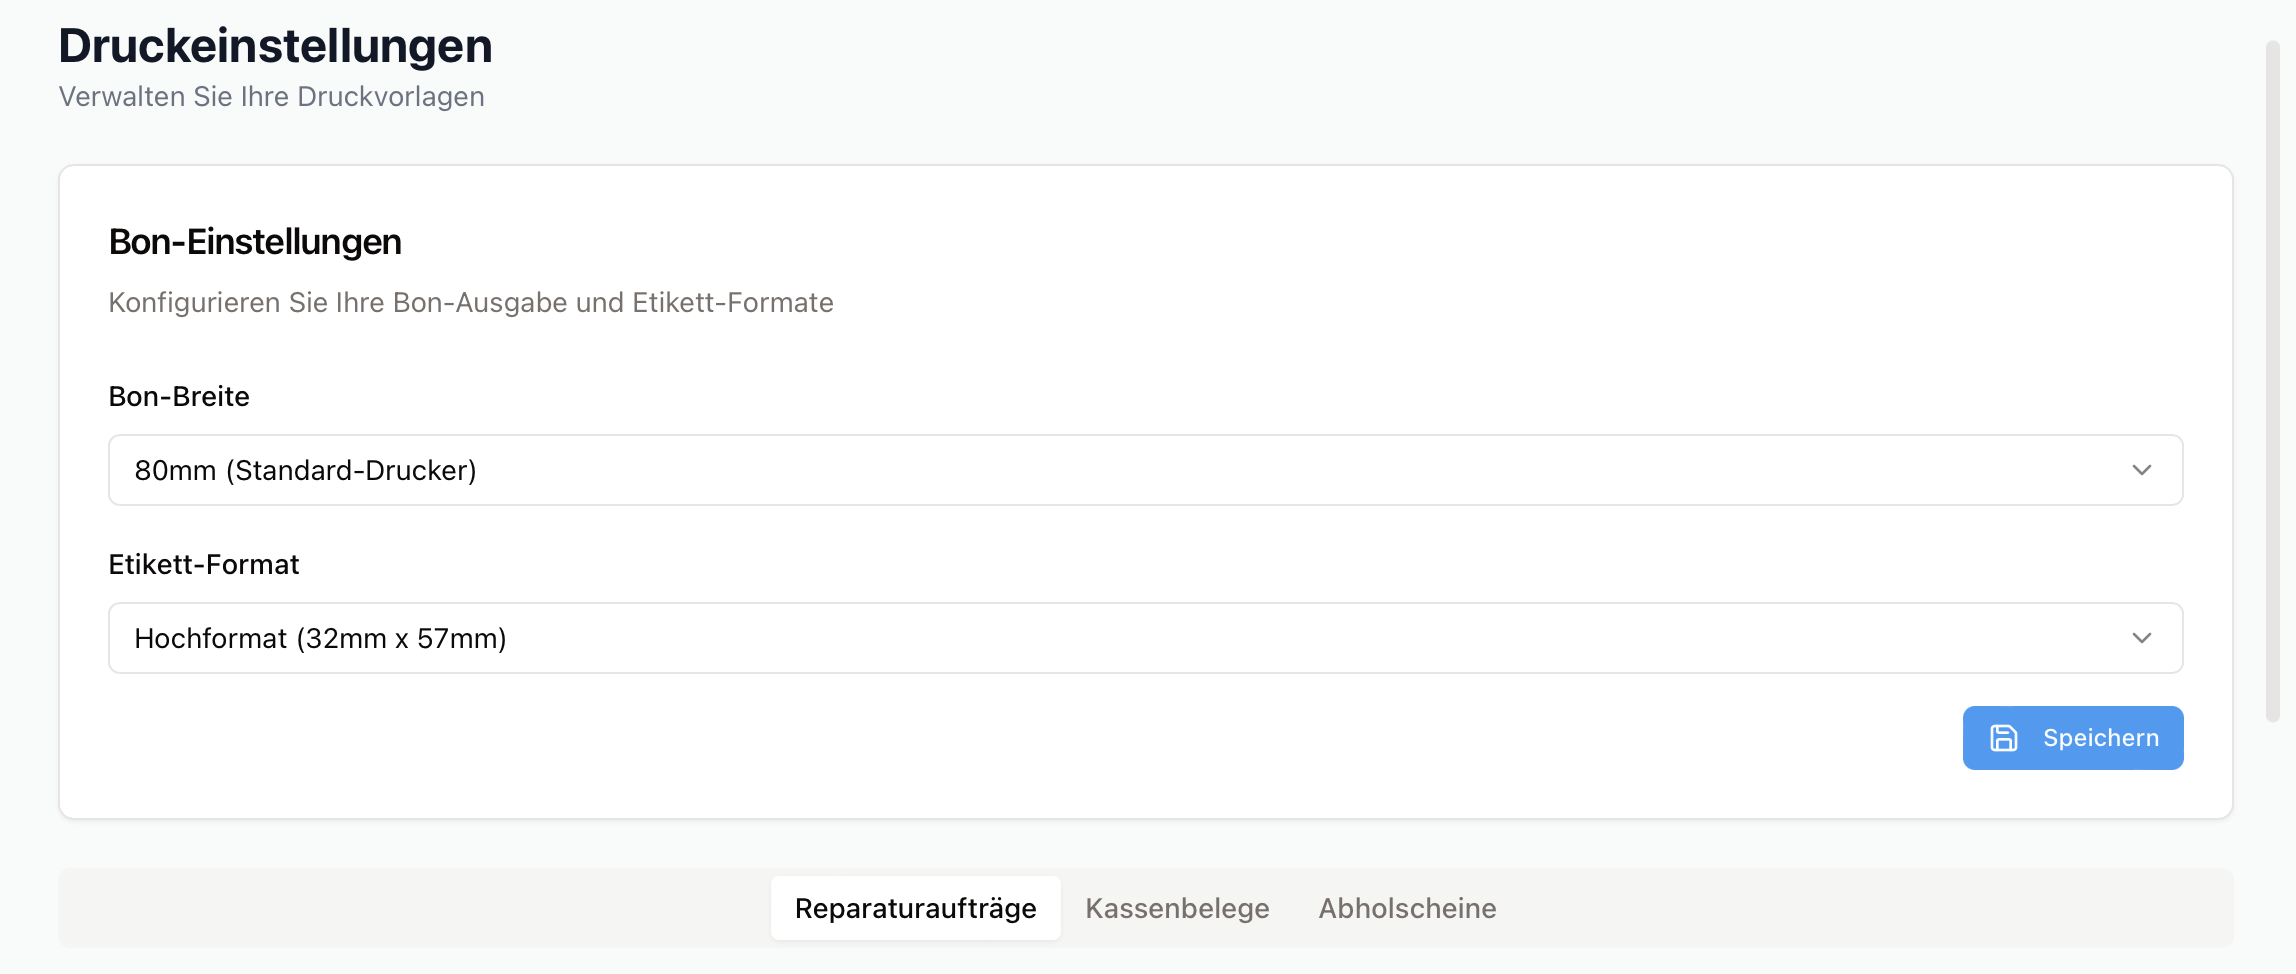 Druckeinstellungen
Verwalten Sie Ihre Druckvorlagen
Bon-Einstellungen
Konfigurieren Sie Ihre Bon-Ausgabe und Etikett-Formate
Bon-Breite
80mm (Standard-Drucker)
Etikett-Format
Hochformat (32mm x 57mm)
Speichern
Reparaturaufträge Kassenbelege Abholscheine